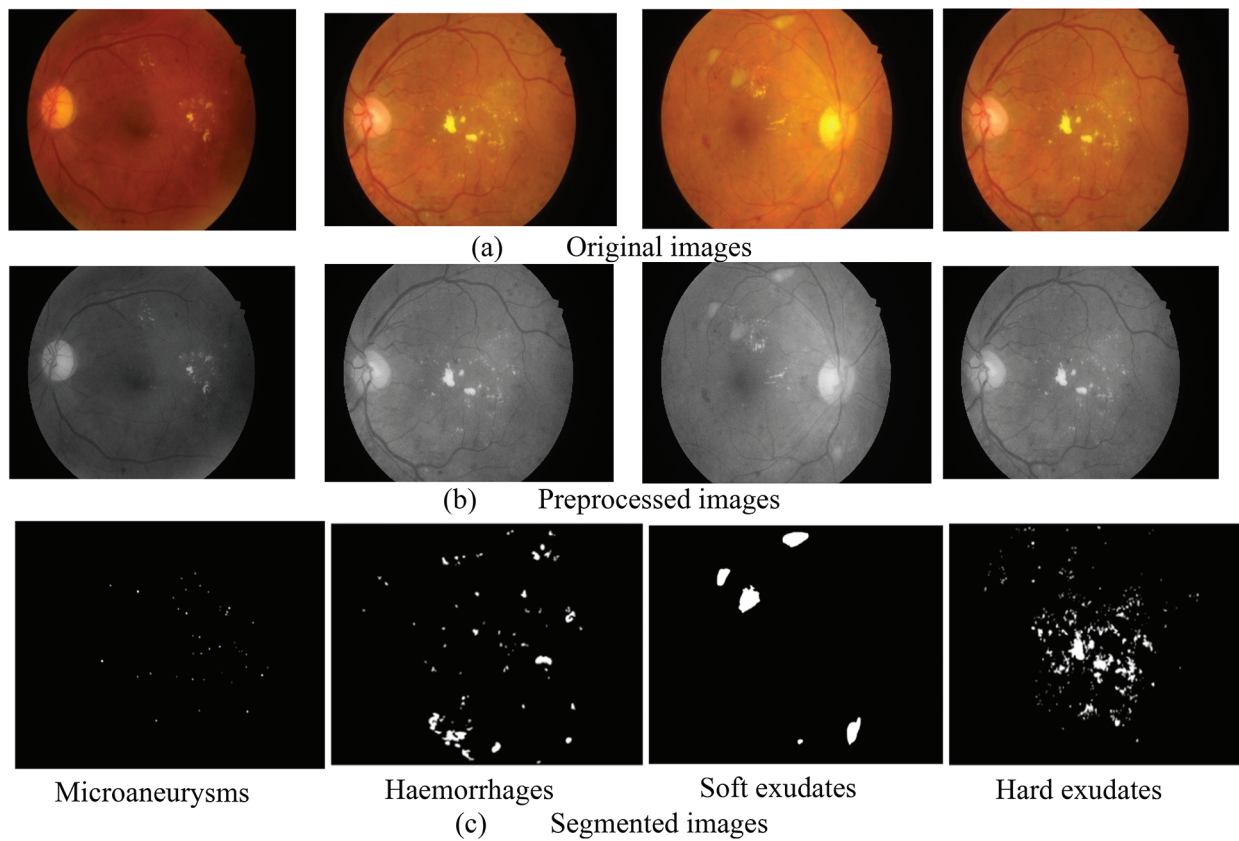 (a) Original images
(b) Preprocessed images
Microaneurysms Haemorrhages Soft exudates Hard exudates
(c) Segmented images